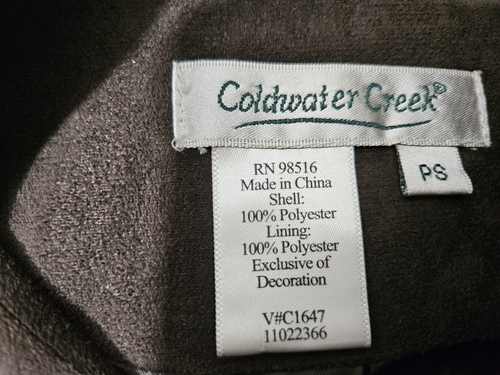 Coldwater Creek®
PS
RN 98516
Made in China
Shell:
100% Polyester
Lining:
100% Polyester
Exclusive of
Decoration
V#C1647
11022366